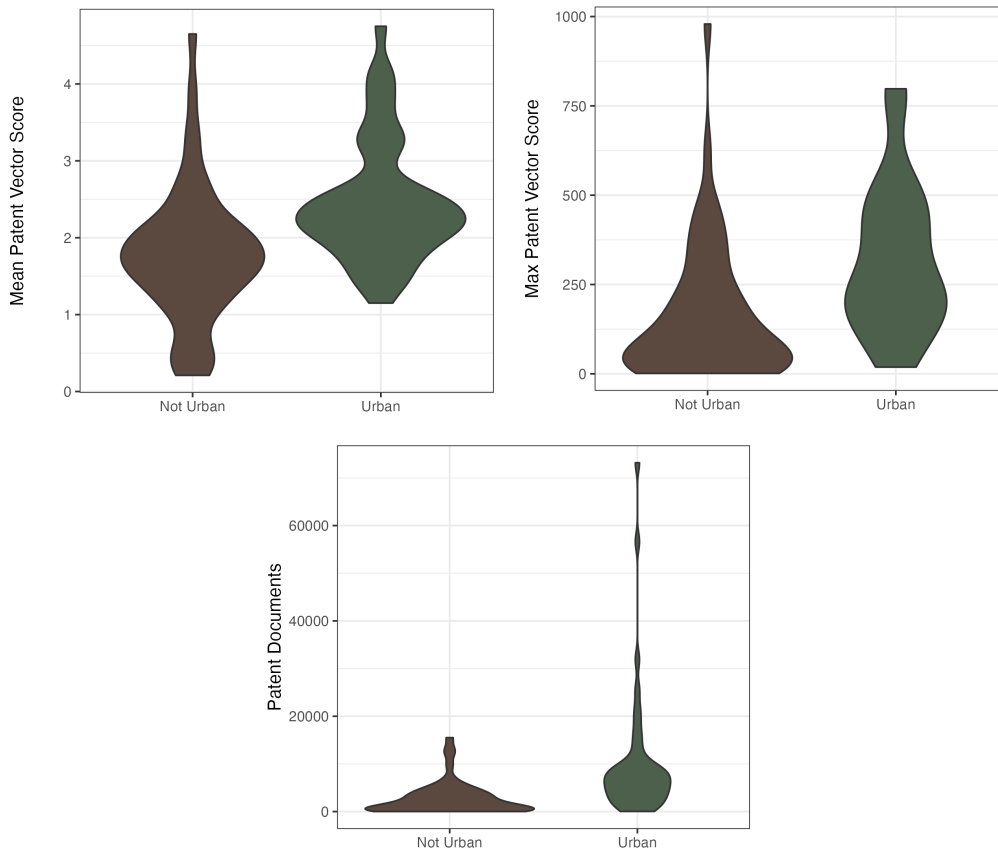 Mean Patent Vector Score
4
3
2
1
0
Not Urban
Urban
Max Patent Vector Score
1000
750
500
250
0
Not Urban
Urban
Patent Documents
60000
40000
20000
0
Not Urban
Urban